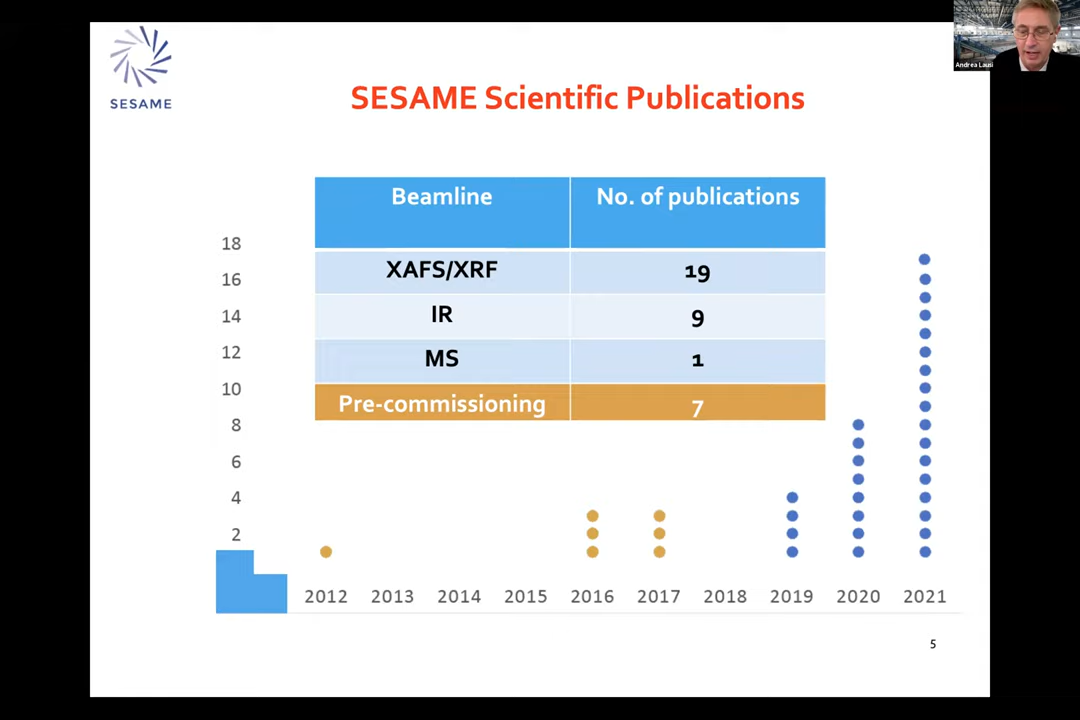 Andrea Lausi
SESAME
SESAME Scientific Publications
Beamline No. of publications
XAFS/XRF 19
IR 9
MS 1
Pre-commissioning 7
18
16
14
12
10
8
6
4
2
2012 2013 2014 2015 2016 2017 2018 2019 2020 2021
5